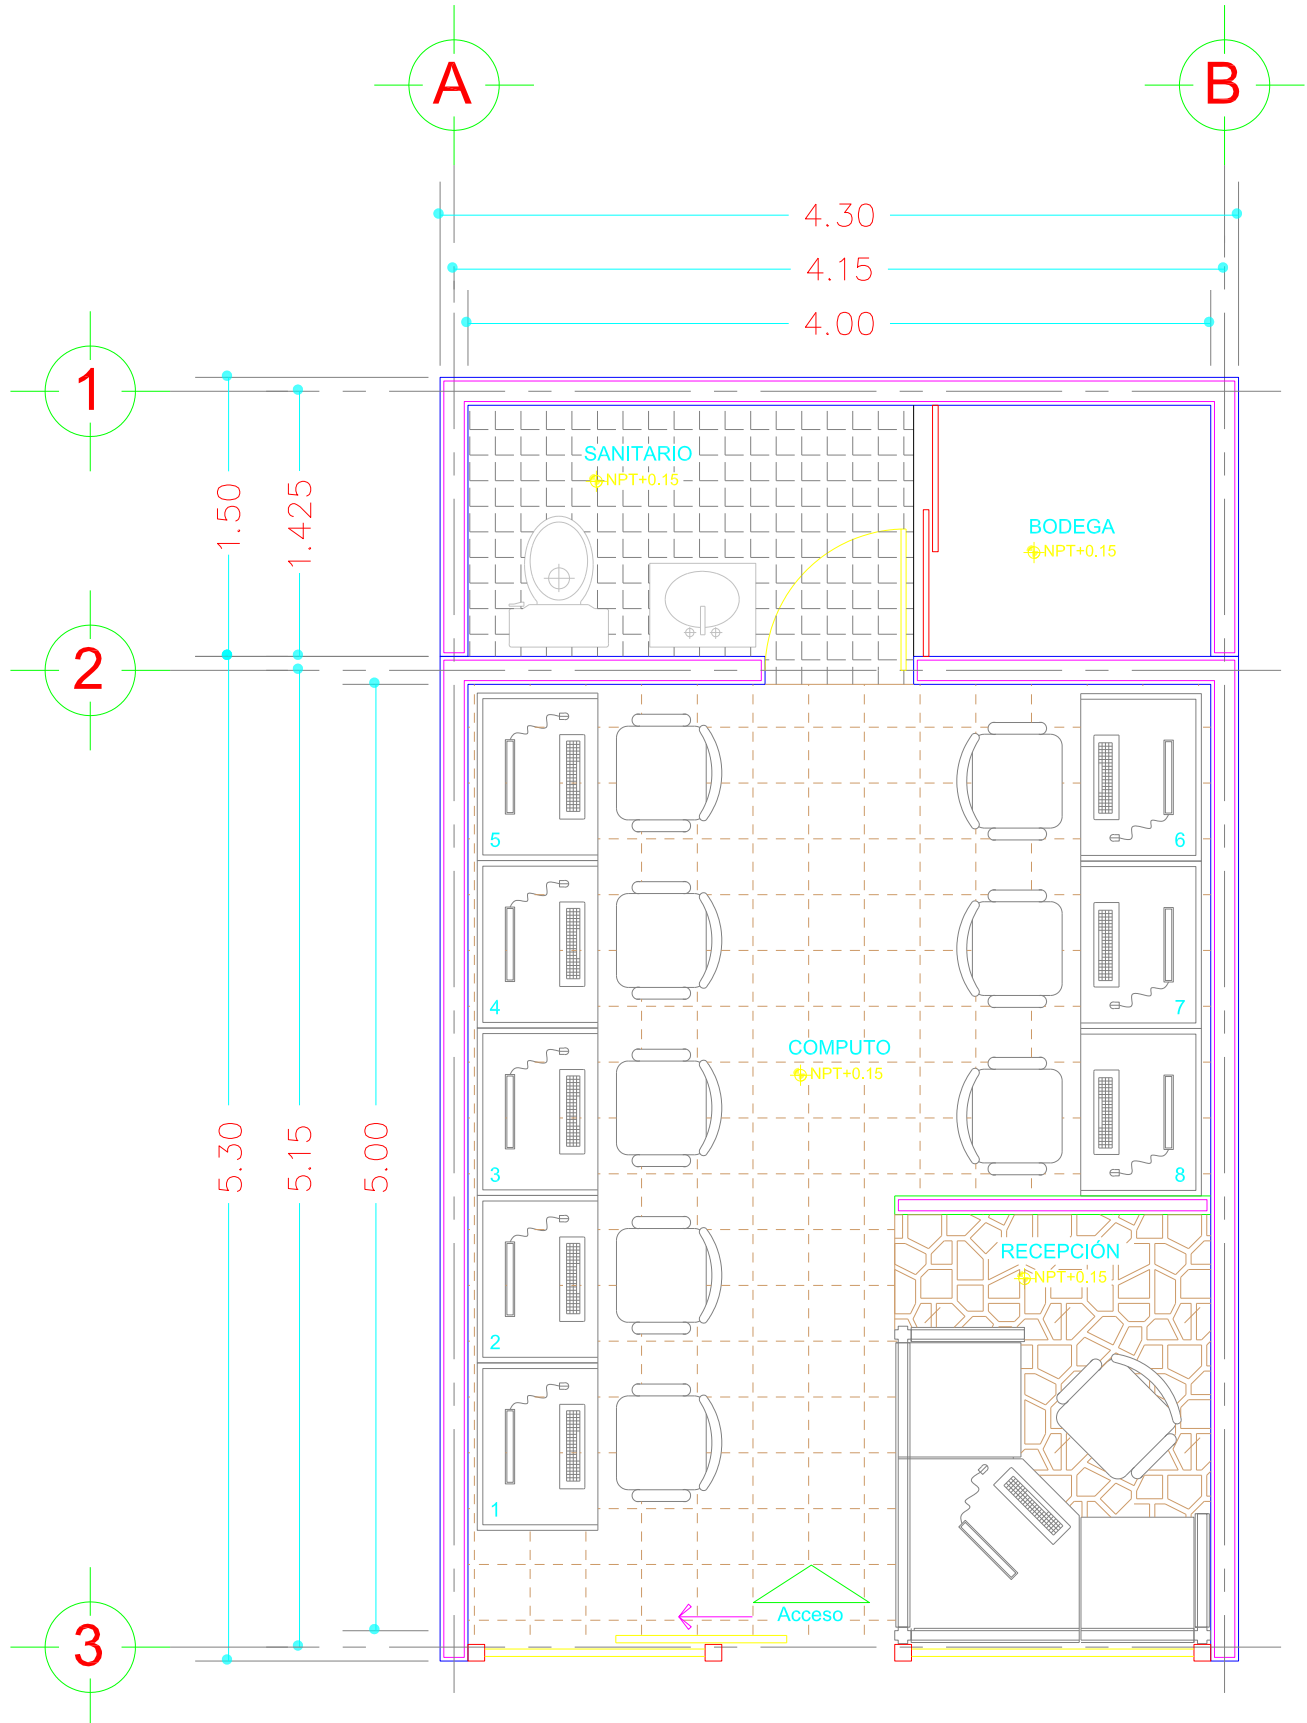 A
B
4.30
4.15
4.00
1
1.50
1.425
SANITARIO
NPT+0.15
BODEGA
NPT+0.15
2
5
6
4
7
COMPUTO
NPT+0.15
5.30
5.15
5.00
3
8
RECEPCIÓN
NPT+0.15
2
1
Acceso
3